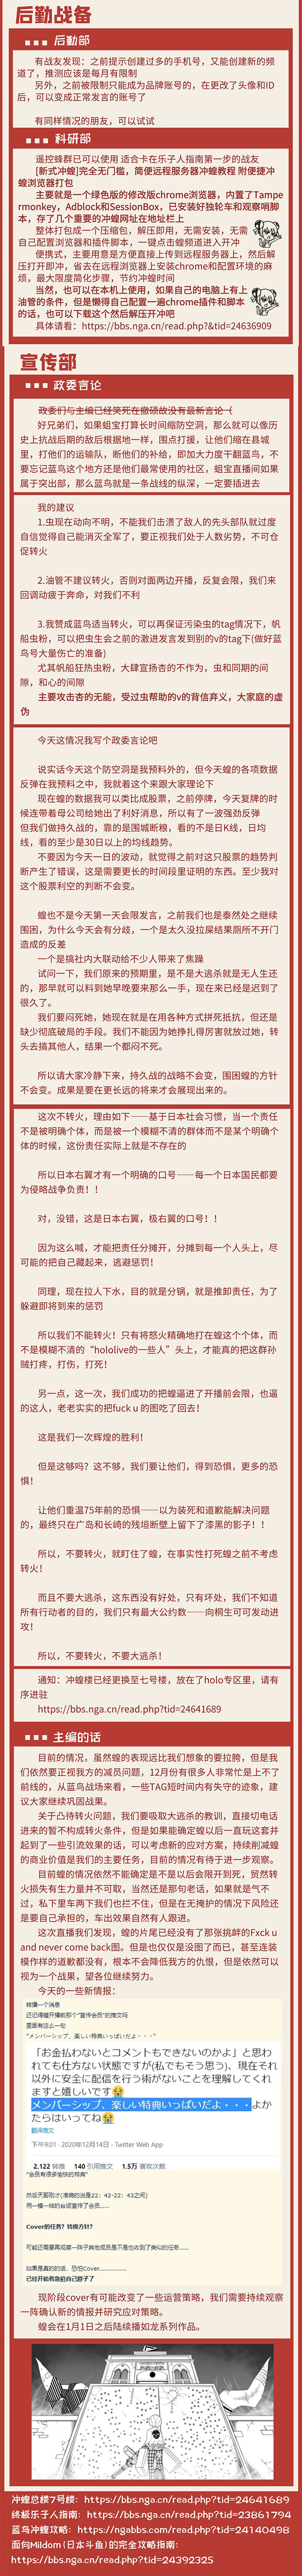 后勤战备
后勤部
有战友发现：之前提示创建过多的手机号，又能创建新的频
道了，推测应该是每月有限制
另外，之前被限制只能成为品牌账号的，在更改了头像和ID
后，可以变成正常发言的账号了
有同样情况的朋友，可以试试
科研部
遥控蜂群已可以使用 适合卡在乐子人指南第一步的战友
[新式冲蝗]完全无门槛，简便远程服务器冲蝗教程 附便捷冲
蝗浏览器打包
主要就是一个绿色版的修改版chrome浏览器，内置了Tampe
rmonkey，Adblock和SessionBox，已安装好独轮车和观察哨脚
本，存了几个重要的冲蝗网址在地址栏上
整体打包成一个压缩包，解压即用，无需安装，无需
自己配置浏览器和插件脚本，一键点击蝗频道进入开冲
便携式，主要用意是方便直接上传到远程服务器上，然后解
压打开即冲，省去在远程浏览器上安装chrome和配置环境的麻
烦，最大限度简化步骤，节约冲蝗时间
当然，也可以在本机上使用，如果自己的电脑上有上
油管的条件，但是懒得自己配置一遍chrome插件和脚本
的话，也可以下载这个然后解压开冲吧
具体请看：https://bbs.nga.cn/read.php?&tid=24636909
宣传部
政委言论
政委们与主编已经笑死在撤硕故没有最新言论（
好兄弟们，如果蛆宝打算长时间缩防空洞，那么就可以像历
史上抗战后期的敌后根据地一样，围点打援，让他们缩在县城
里，打他们的运输队，断他们的补给，即加大力度干翻蓝鸟，不
要忘记蓝鸟这个地方还是他们最常使用的社区，蛆宝直播间如果
属于突出部，那么蓝鸟就是一条战线的纵深，一定要插进去
我的建议
1.虫现在动向不明，不能我们击溃了敌人的先头部队就过度
自信觉得自己能消灭全军了，要正视我们处于人数劣势，不可仓
促转火
2.油管不建议转火，否则对面两边开播，反复会限，我们来
回调动疲于奔命，对我们不利
3.我赞成蓝鸟适当转火，可以再保证污染虫的tag情况下，帆
船虫粉，可以把虫生会之前的激进发言发到别的v的tag下(做好蓝
鸟号大量伤亡的准备)
尤其帆船狂热虫粉，大肆宣扬杏的不作为，虫和同期的间
隙，和心的间隙
主要攻击杏的无能，受过虫帮助的v的背信弃义，大家庭的虚
伪
今天这情况我写个政委言论吧
说实话今天这个防空洞是我预料外的，但今天蝗的各项数据
反弹在我预料之中，我就着这个来跟大家理论下
现在蝗的数据我可以类比成股票，之前停牌，今天复牌的时
候连带着母公司给她出了利好消息，所以有了一波强劲反弹
但我们做持久战的，靠的是围城断粮，看的不是日K线，日均
线，看的至少是30日以上的均线趋势。
不要因为今天一日的波动，就觉得之前对这只股票的趋势判
断产生了错误，这是需要更长的时间段里证明的东西。至少我对
这个股票利空的判断不会变。
蝗也不是今天第一天会限发言，之前我们也是泰然处之继续
围困，为什么今天会有分歧，一个是太久没拉屎结果厕所不开门
造成的反差
一个是搞社内大联动给不少人带来了焦躁
试问一下，我们原来的预期里，是不是大逃杀就是无人生还
的，那早就可以料到她早晚要来那么一手，现在来已经是迟到了
很久了。
我们要闷死她，她现在就是在用各种方式拼死抵抗，但还是
缺少彻底破局的手段。我们不能因为她挣扎得厉害就放过她，转
头去搞其他人，结果一个都闷不死。
所以请大家冷静下来，持久战的战略不会变，围困蝗的方针
不会变。成果是要在更长远的将来才会展现出来的。
这次不转火，理由如下——基于日本社会习惯，当一个责任
不是被明确个体，而是被一个模糊不清的群体而不是某个明确个
体的时候，这份责任实际上就是不存在的
所以日本右翼才有一个明确的口号——每一个日本国民都要
为侵略战争负责！！
对，没错，这是日本右翼，极右翼的口号！！
因为这么喊，才能把责任分摊开，分摊到每一个人头上，尽
可能的把自己藏起来，逃避惩罚！
同理，现在拉人下水，目的就是分锅，就是推卸责任，为了
躲避即将到来的惩罚
所以我们不能转火！只有将怒火精确地打在蝗这个个体，而
不是模糊不清的“hololive的一些人”头上，才能真的把这群孙
贼打疼，打伤，打死！
另一点，这一次，我们成功的把蝗逼进了开播前会限，也逼
的这人，老老实实的把fuck u 的图吃了回去！
这是我们一次辉煌的胜利！
但是这够吗？这不够，我们要让他们，得到恐惧，更多的恐
惧！
让他们重温75年前的恐惧——以为装死和道歉能解决问题
的，最终只在广岛和长崎的残垣断壁上留下了漆黑的影子！！
所以，不要转火，就盯住了蝗，在事实性打死蝗之前不考虑
转火！
而且不要大逃杀，这东西没有好处，只有坏处，我们不知道
所有行动者的目的，我们只有最大公约数——向桐生可可发动进
攻！
所以，不要转火，不要大逃杀！
通知：冲蝗楼已经更换至七号楼，放在了holo专区里，请有
序进驻
https://bbs.nga.cn/read.php?tid=24641689
主编的话
目前的情况，虽然蝗的表现远比我们想象的要拉胯，但是我
们依然要正视我方的减员问题，12月份有很多人非常忙是上不了
前线的，从蓝鸟战场来看，一些TAG短时间内有失守的迹象，建
议大家继续巩固战果。
关于凸待转火问题，我们要吸取大逃杀的教训，直接切电话
进来的暂不构成转火条件，但是如果能确定蝗以后一直玩这套并
起到了一些引流效果的话，可以考虑新的应对方案，持续削减蝗
的商业价值是我们的主要任务，目前的情况有待于进一步观察。
目前蝗的情况依然不能确定是不是以后会限开到死，贸然转
火损失有生力量并不可取，当然还是那句老话，如果就是气不
过，私下里车两下我们也拦不住，但是在无掩护的情况下风险还
是要自己承担的，车出效果自然有人跟进。
这次直播我们发现，蝗的片尾已经没有了那张挑衅的Fxck u
and never come back图。但是也仅仅是没图了而已，甚至连装
模作样的道歉都没有，根本不会降低我方的仇恨，但是依然可以
视为一个战果，望各位继续努力。
今天的一些新情报：
转播一个消息
还记得蝗开播前那个“宣传会员”的推文吗
里面有这么一句
"メンバーシップ、楽しい特典いっぱいだよ・・・"
「お金払わないとコメントもできないのかよ」と思わ
れても仕方ない状態ですが(私でもそう思う)、現在それ
以外に安全に配信を行う術がないことを理解してくれ
ますと嬉しいです😭
メンバーシップ、楽しい特典いっぱいだよ・・・よか
たらはいってね😭
翻译推文
下午9:01 · 2020年12月14日 · Twitter Web App
2,122 转推 140 引用推文 1.5万 喜欢次数
"会员有很多愉快的特典"
然后天哥刚才(准确的说是22：42-22：43之间)
用一模一样的台词宣传了会员......
Cover的任务？转换方针？
可能还需要再观察一阵子其他成员是不是也收到了类似的任务......
如果是真的的话，恐怕Cover..................
已经开始着急掐自己脖子了
现阶段cover有可能改变了一些运营策略，我们需要持续观察
一阵确认新的情报并研究应对策略。
蝗会在1月1日之后陆续播如龙系列作品。
冲蝗总楼7号楼：https://bbs.nga.cn/read.php?tid=24641689
终极乐子人指南：https://bbs.nga.cn/read.php?tid=23861794
蓝鸟冲蝗攻略：https://ngabbs.com/read.php?tid=24140498
面向Mildom(日本斗鱼)的完全攻略指南：
https://bbs.nga.cn/read.php?tid=24392325